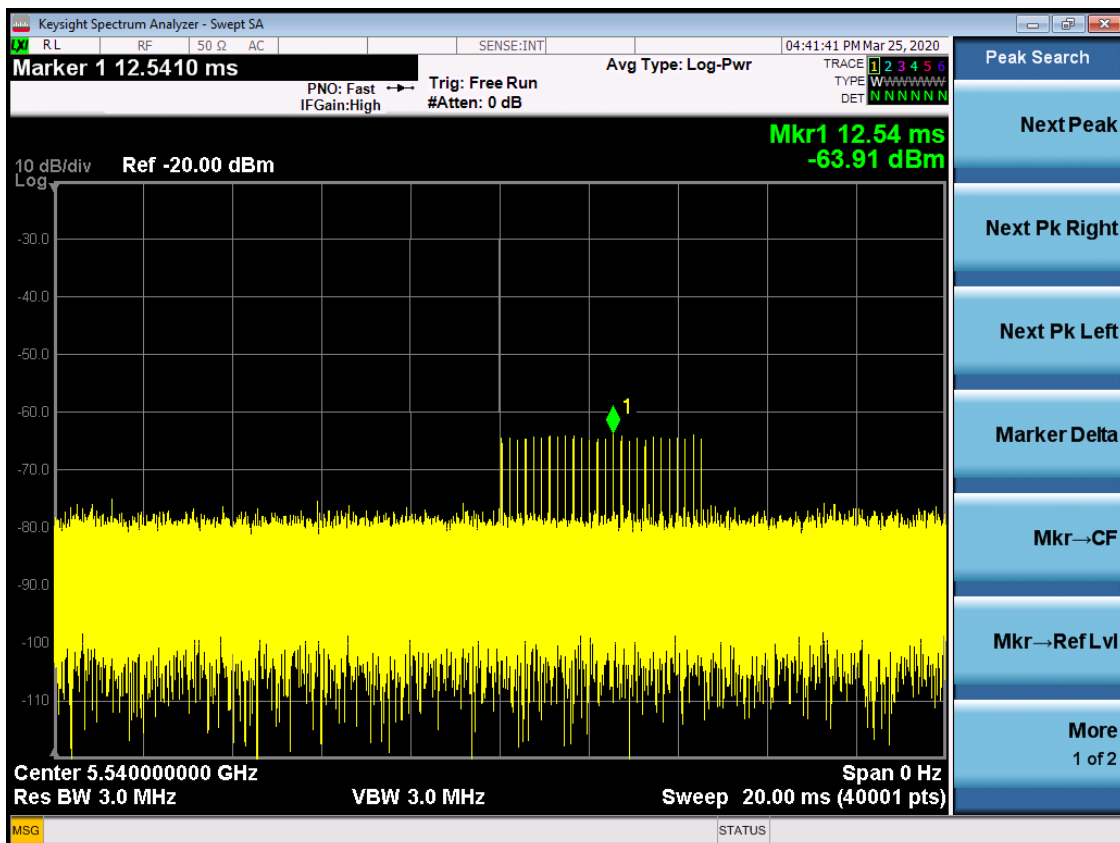 Keysight Spectrum Analyzer - Swept SA
LXI RL RF 50 Ω AC SENSE:INT 04:41:41 PM Mar 25, 2020
Marker 1 12.5410 ms
PNO: Fast
IFGain:High
Trig: Free Run
#Atten: 0 dB
Avg Type: Log-Pwr
TRACE 1 2 3 4 5 6
TYPE WWWWWW
DET N N N N N N
Mkr1 12.54 ms
-63.91 dBm
10 dB/div Ref -20.00 dBm
Log
-30.0
-40.0
-50.0
-60.0
1
-70.0
-80.0
-90.0
-100
-110
Center 5.540000000 GHz Span 0 Hz
Res BW 3.0 MHz VBW 3.0 MHz Sweep 20.00 ms (40001 pts)
MSG STATUS
Peak Search
Next Peak
Next Pk Right
Next Pk Left
Marker Delta
Mkr→CF
Mkr→Ref Lvl
More
1 of 2